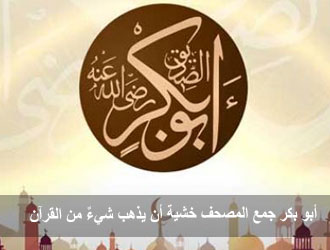 أبو بكر الصديق رضي الله عنه
أبو بكر جمع المصحف خشية أن يذهب شيءٌ من القرآن